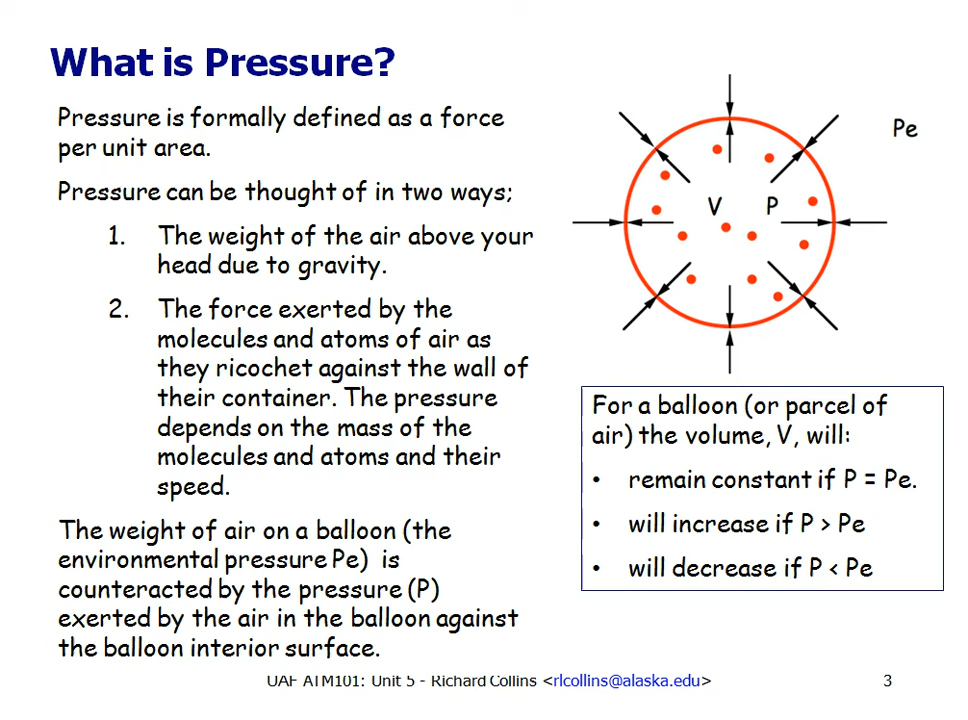 What is Pressure?
Pressure is formally defined as a force
per unit area.
Pressure can be thought of in two ways;
1. The weight of the air above your
head due to gravity.
2. The force exerted by the
molecules and atoms of air as
they ricochet against the wall of
their container. The pressure
depends on the mass of the
molecules and atoms and their
speed.
The weight of air on a balloon (the
environmental pressure Pe) is
counteracted by the pressure (P)
exerted by the air in the balloon against
the balloon interior surface.
Pe
V P
For a balloon (or parcel of
air) the volume, V, will:
• remain constant if P = Pe.
• will increase if P > Pe
• will decrease if P < Pe
UAF ATM101: Unit 5 - Richard Collins <rlcollins@alaska.edu>
3